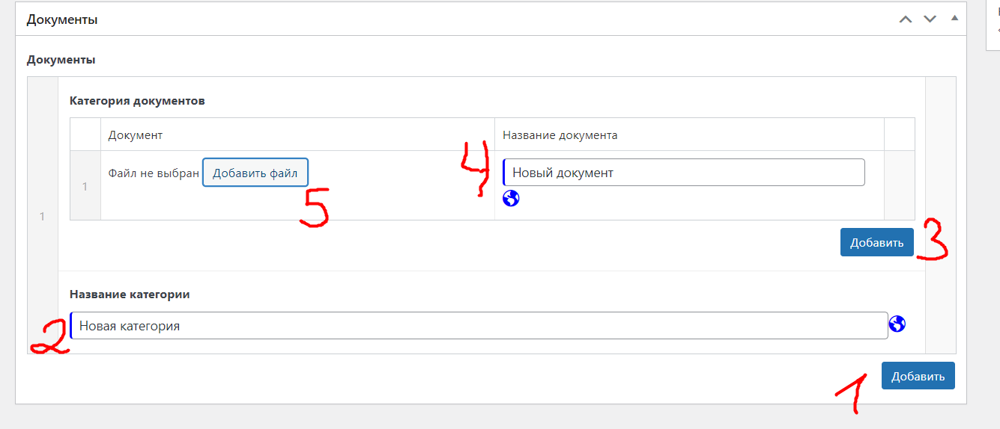 Документы
Документы
Категория документов
Документ Название документа
1 Файл не выбран Добавить файл 4 Новый документ
5
1
Добавить 3
Название категории
2 Новая категория
1 Добавить